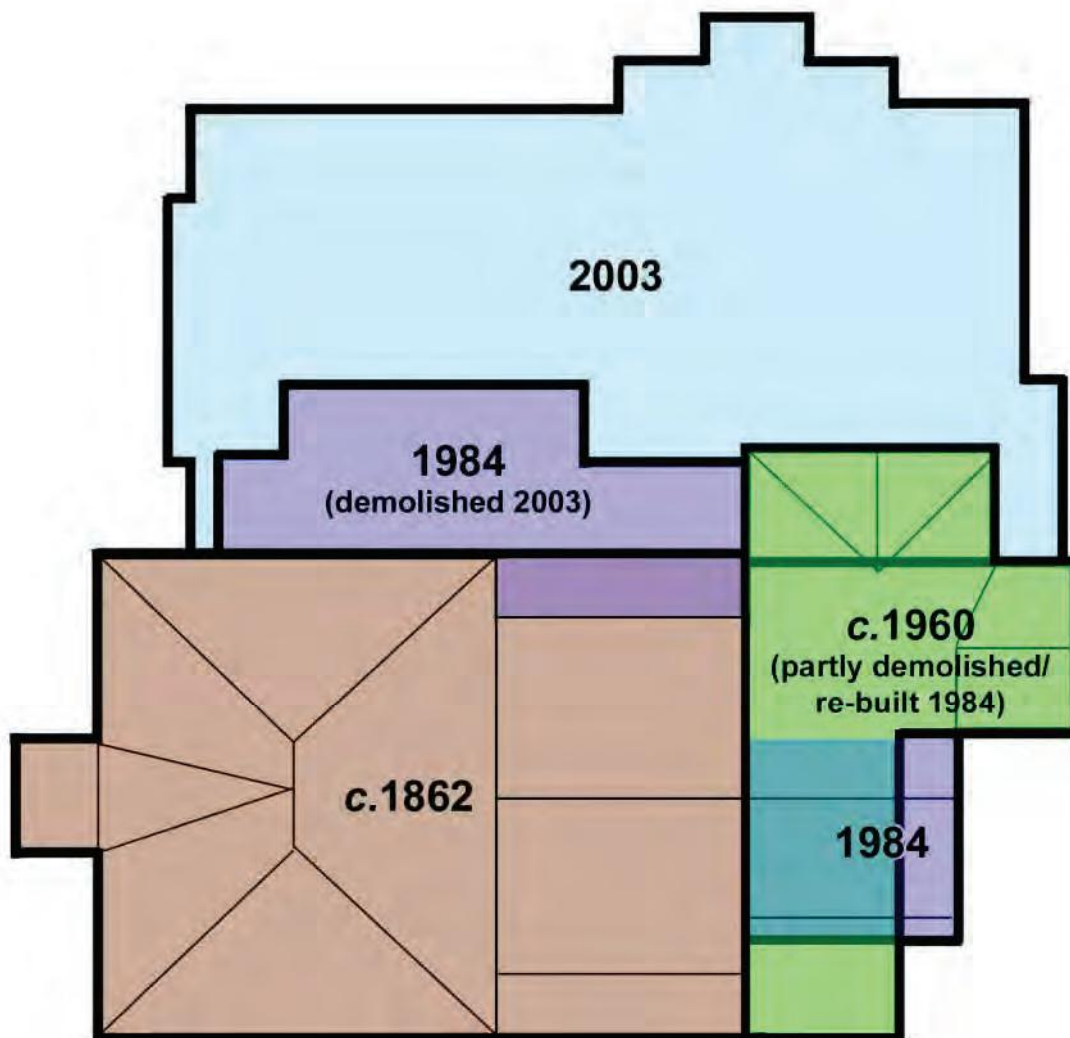 2003
1984
(demolished 2003)
c.1960
(partly demolished/
re-built 1984)
c.1862
1984